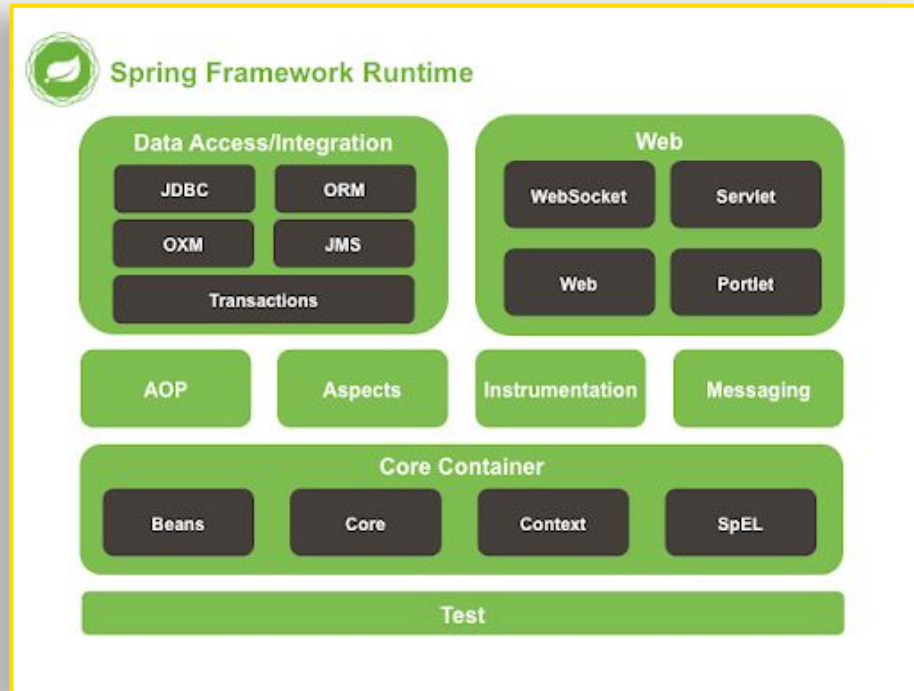 Spring Framework Runtime
Data Access/Integration
JDBC ORM
OXM JMS
Transactions
Web
WebSocket Servlet
Web Portlet
AOP Aspects Instrumentation Messaging
Core Container
Beans Core Context SpEL
Test